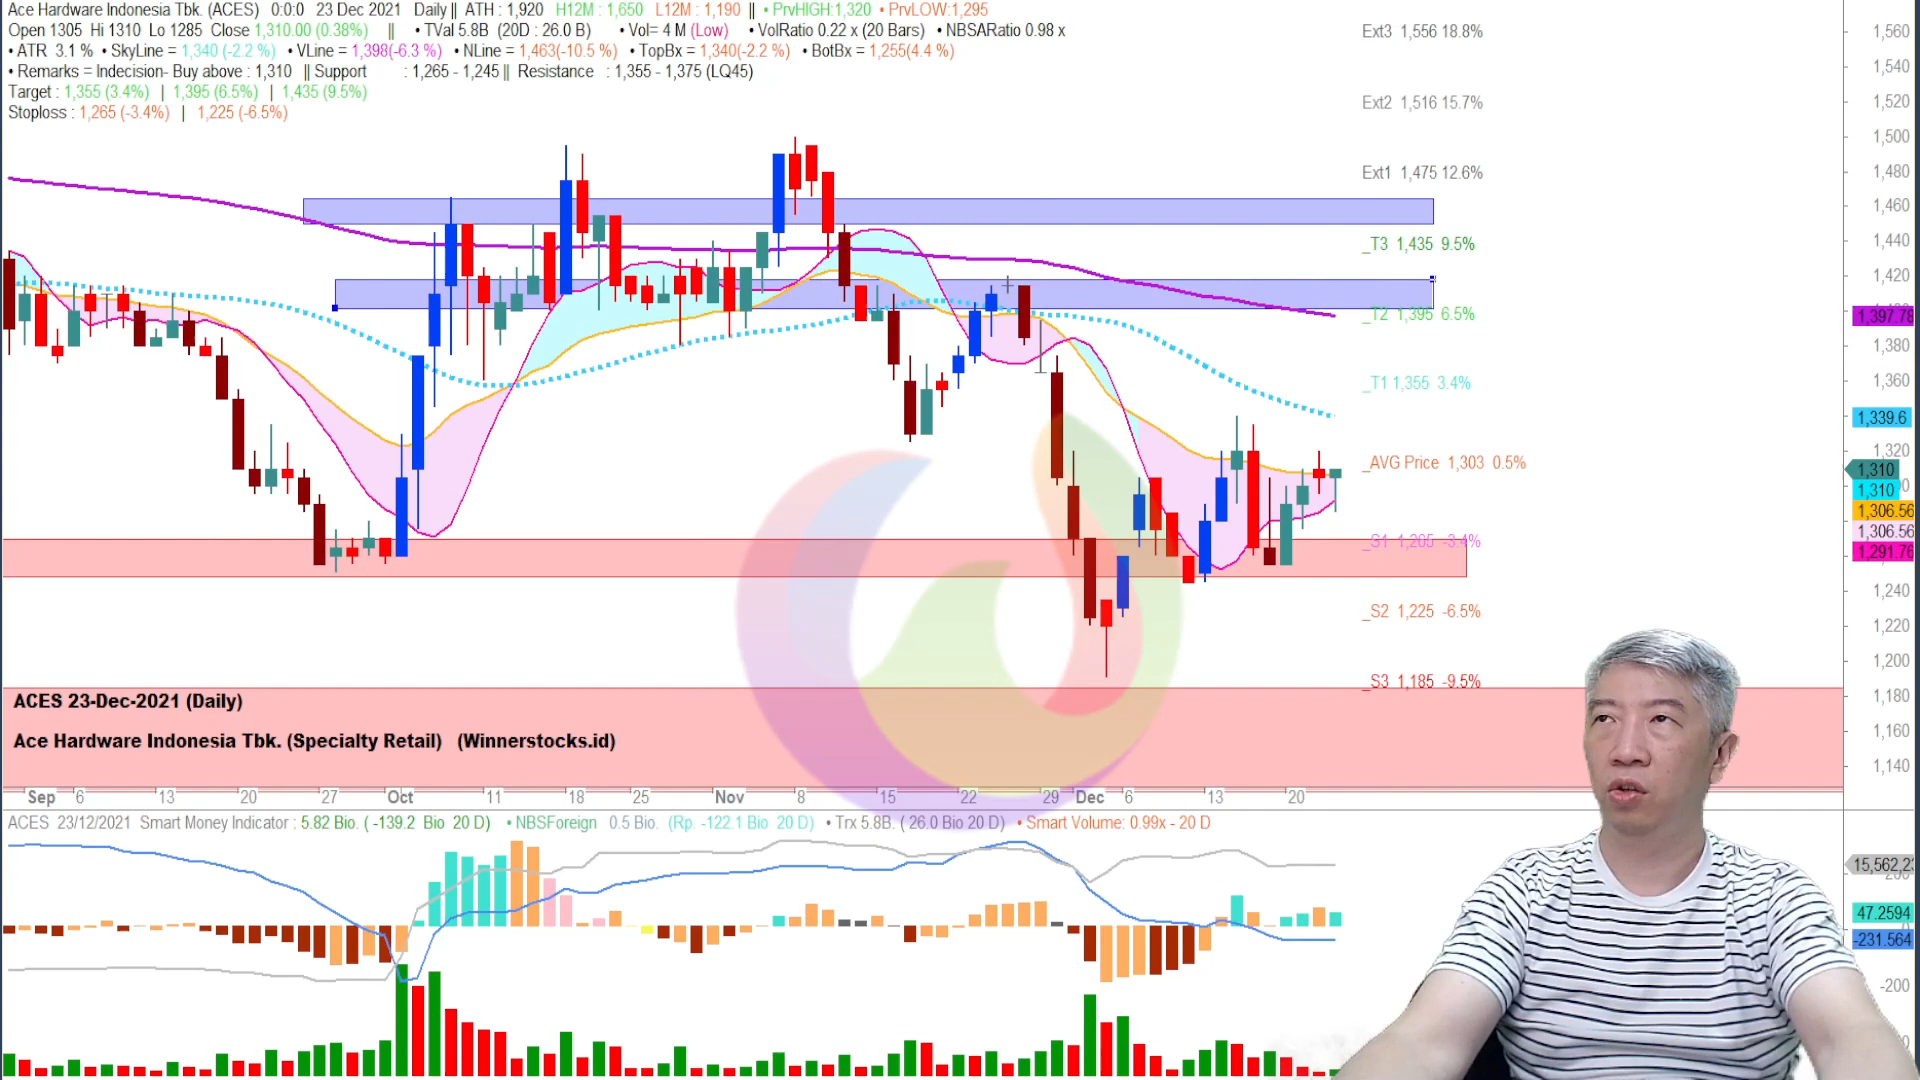 Ace Hardware Indonesia Tbk. (ACES)   0:0:0   23 Dec 2021   Daily || ATH : 1,920   H12M : 1,650   L12M : 1,190 || • PrvHIGH:1,320   • PrvLOW:1,295
Open 1305  Hi 1310  Lo 1285  Close 1,310.00 (0.38%)   ||   • TVal 5.8B  (20D : 26.0 B)   • Vol= 4 M (Low)   • VolRatio 0.22 x (20 Bars)   • NBSARatio 0.98 x
• ATR  3.1 %  • SkyLine = 1,340 (-2.2 %)   • VLine = 1,398(-6.3 %)   • NLine = 1,463(-10.5 %)   • TopBx = 1,340(-2.2 %)   • BotBx = 1,255(4.4 %)
• Remarks = Indecision- Buy above : 1,310   || Support   : 1,265 - 1,245 ||  Resistance   : 1,355 - 1,375 (LQ45)
Target : 1,355 (3.4%)   |  1,395 (6.5%)   |  1,435 (9.5%)
Stoploss : 1,265 (-3.4%)   |   1,225 (-6.5%)
Ext3  1,556 18.8%
Ext2  1,516 15.7%
Ext1  1,475 12.6%
_T3  1,435  9.5%
_T2  1,395  6.5%
_T1 1,355  3.4%
_AVG Price  1,303  0.5%
_S1  1,265  -3.4%
_S2  1,225  -6.5%
_S3  1,185  -9.5%
1,560
1,540
1,520
1,500
1,480
1,460
1,440
1,420
1,397.78
1,380
1,360
1,339.6
1,320
1,310
1,310
1,306.56
1,306.56
1,291.76
1,240
1,220
1,200
1,180
1,160
1,140
ACES 23-Dec-2021 (Daily)
Ace Hardware Indonesia Tbk. (Specialty Retail)   (Winnerstocks.id)
Sep  6  13  20  27  Oct  11  18  25  Nov  8  15  22  29  Dec  6  13  20
ACES  23/12/2021  Smart Money Indicator : 5.82 Bio. ( -139.2  Bio  20 D)   • NBSForeign   0.5 Bio.  (Rp. -122.1 Bio  20 D)   • Trx 5.8B. ( 26.0 Bio 20 D)   • Smart Volume: 0.99x - 20 D
15,562,23
47.2594
-231.564
-200